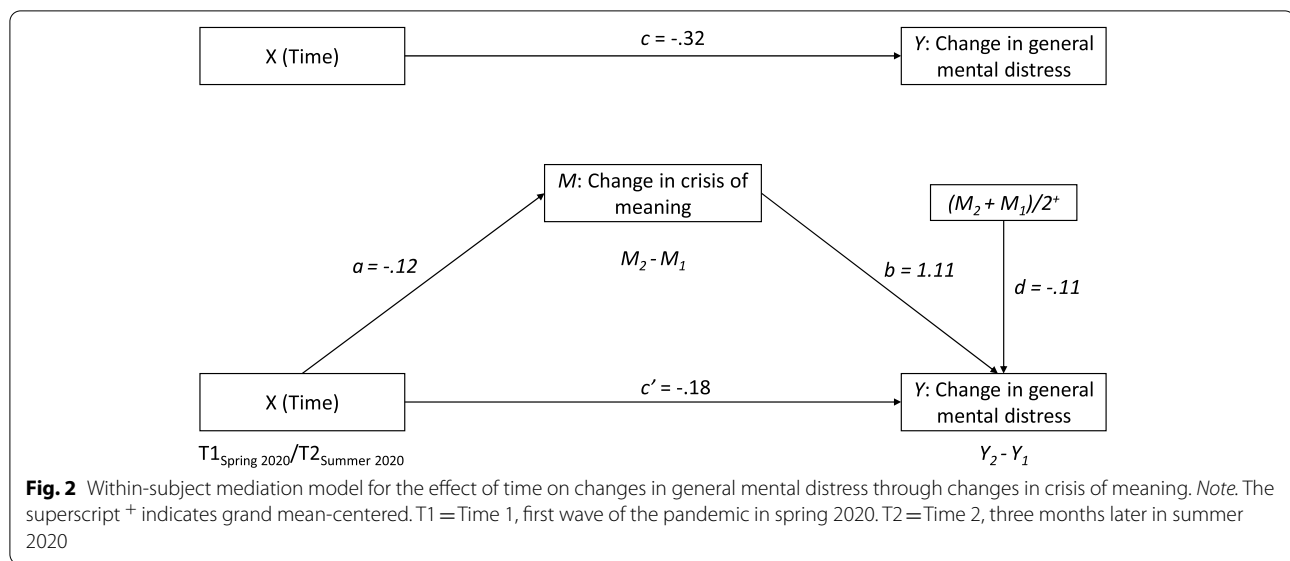 X (Time)
c = -.32
Y: Change in general
mental distress
M: Change in crisis of
meaning
(M₂ + M₁)/2⁺
M₂ - M₁
a = -.12
b = 1.11
d = -.11
X (Time)
c’ = -.18
Y: Change in general
mental distress
T1Spring 2020/T2Summer 2020
Y₂ - Y₁
Fig. 2 Within-subject mediation model for the effect of time on changes in general mental distress through changes in crisis of meaning. Note. The
superscript ⁺ indicates grand mean-centered. T1 = Time 1, first wave of the pandemic in spring 2020. T2 = Time 2, three months later in summer
2020